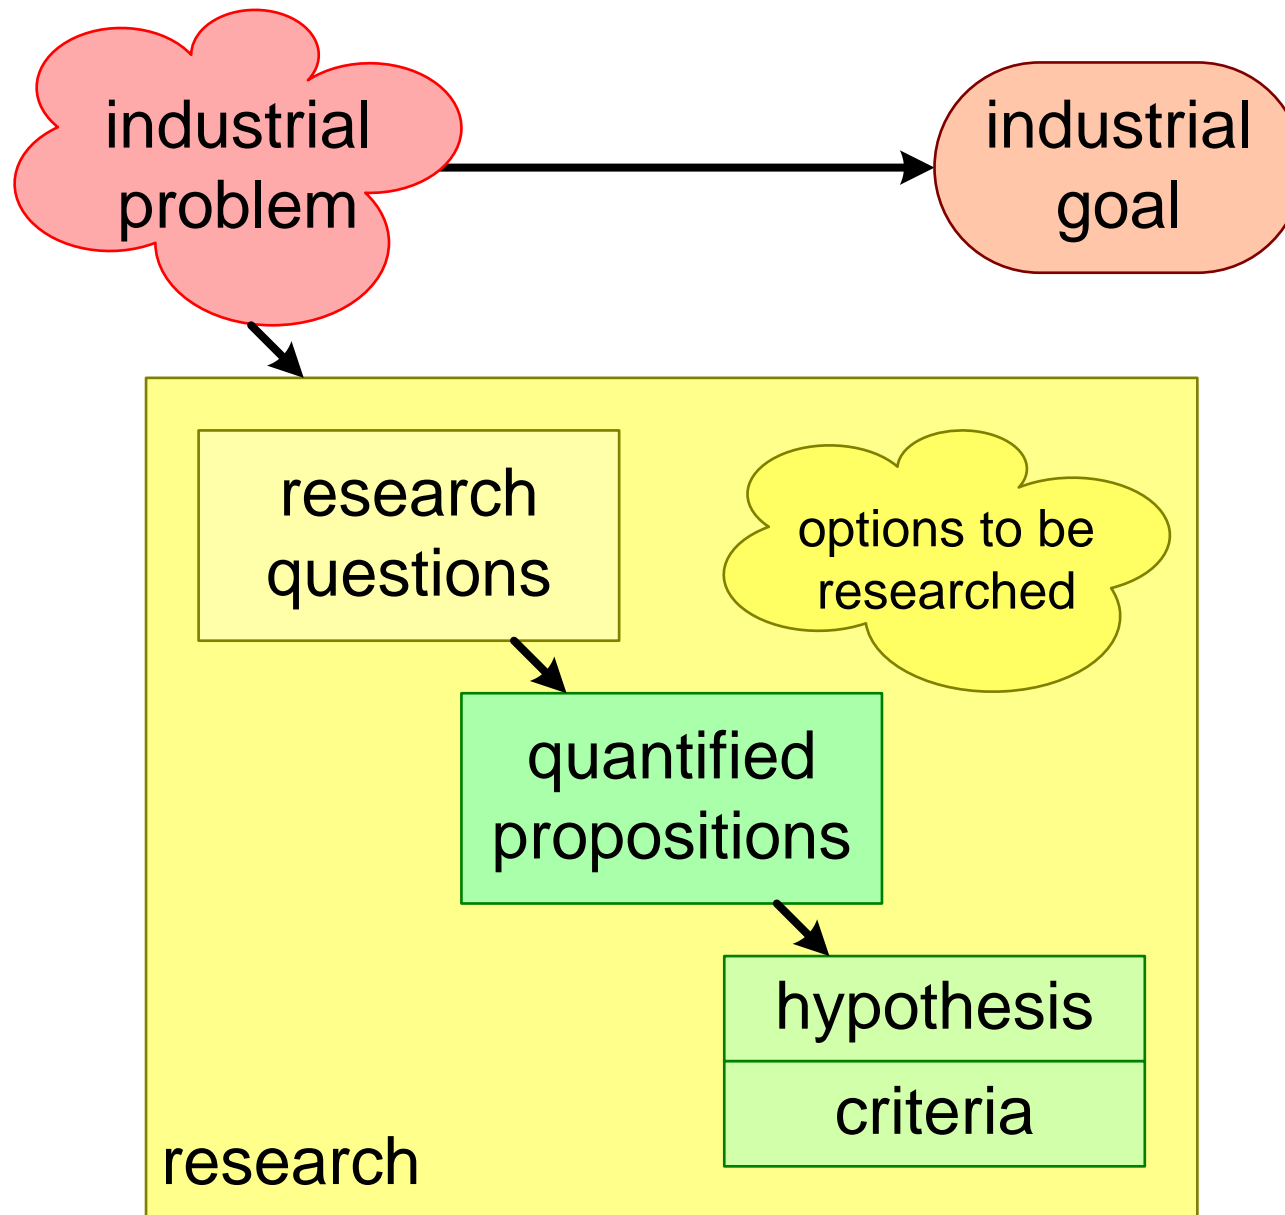 industrial
problem
industrial
goal
research
questions
options to be
researched
quantified
propositions
hypothesis
criteria
research